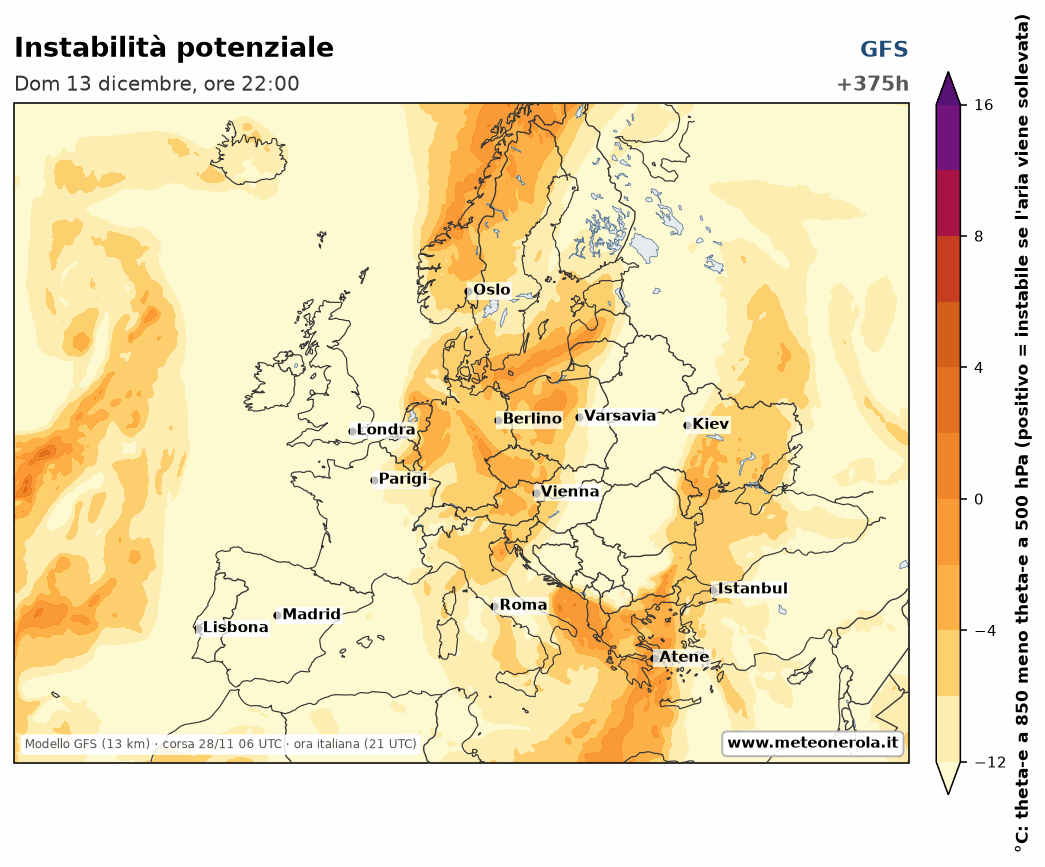 Instabilità potenziale
GFS
Dom 13 dicembre, ore 22:00
+375h
Oslo
Berlino
Varsavia
Londra
Kiev
Parigi
Vienna
Istanbul
Roma
Madrid
Lisbona
Atene
Modello GFS (13 km) · corsa 28/11 06 UTC · ora italiana (21 UTC)
www.meteonerola.it
16
8
4
0
−4
−12
°C: theta-e a 850 meno theta-e a 500 hPa (positivo = instabile se l'aria viene sollevata)